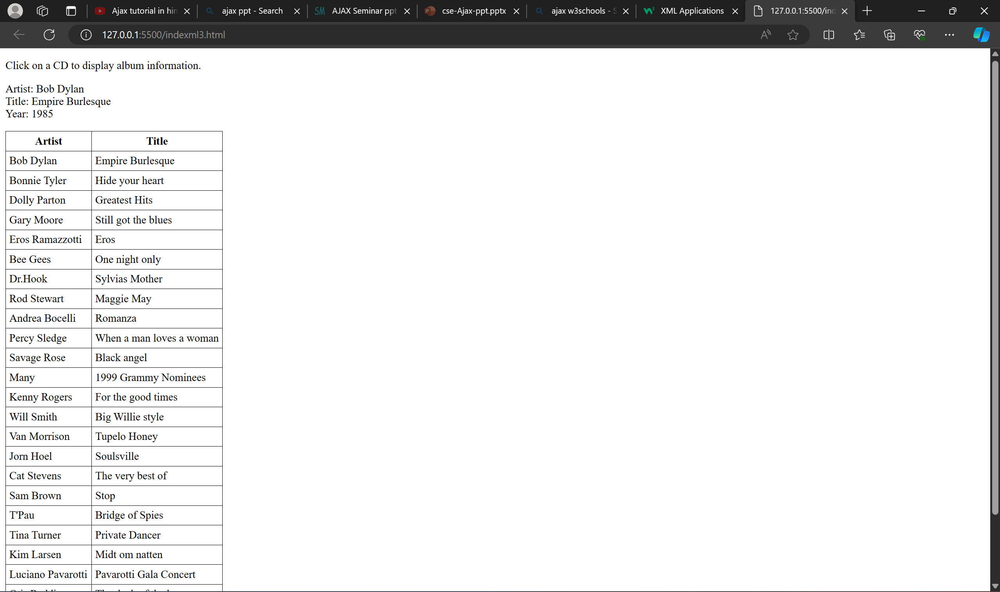 Ajax tutorial in hin
ajax ppt - Search
SM AJAX Seminar ppt
cse-Ajax-ppt.pptx
ajax w3schools - S
XML Applications
127.0.0.1:5500/ind
127.0.0.1:5500/indexml3.html
Click on a CD to display album information.
Artist: Bob Dylan
Title: Empire Burlesque
Year: 1985
Artist Title
Bob Dylan Empire Burlesque
Bonnie Tyler Hide your heart
Dolly Parton Greatest Hits
Gary Moore Still got the blues
Eros Ramazzotti Eros
Bee Gees One night only
Dr.Hook Sylvias Mother
Rod Stewart Maggie May
Andrea Bocelli Romanza
Percy Sledge When a man loves a woman
Savage Rose Black angel
Many 1999 Grammy Nominees
Kenny Rogers For the good times
Will Smith Big Willie style
Van Morrison Tupelo Honey
Jorn Hoel Soulsville
Cat Stevens The very best of
Sam Brown Stop
T'Pau Bridge of Spies
Tina Turner Private Dancer
Kim Larsen Midt om natten
Luciano Pavarotti Pavarotti Gala Concert